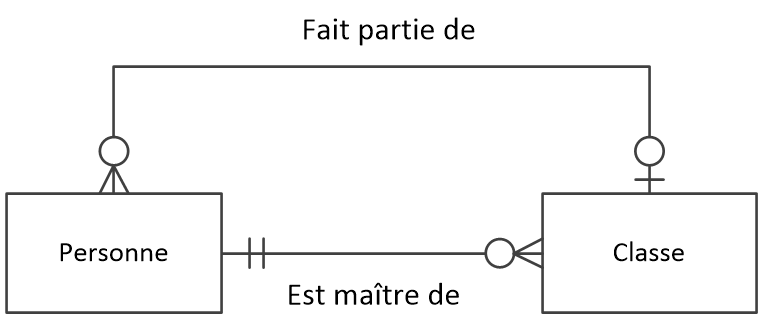 Fait partie de
Personne
Classe
Est maître de